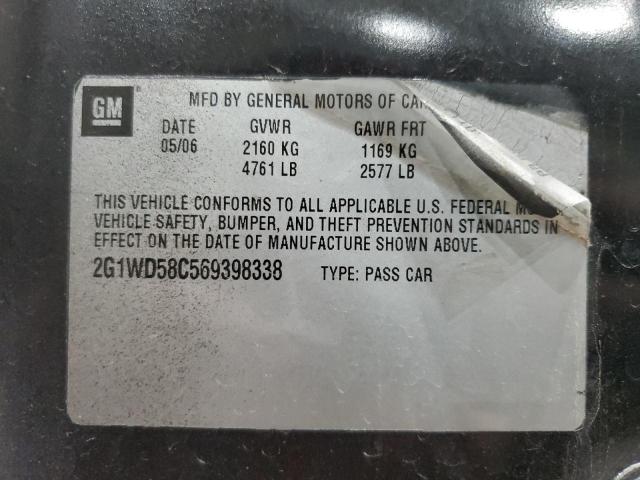 GM
MFD BY GENERAL MOTORS OF
DATE GVWR GAWR FRT
05/06 2160 KG 1169 KG
4761 LB 2577 LB
THIS VEHICLE CONFORMS TO ALL APPLICABLE U.S. FEDERAL
VEHICLE SAFETY, BUMPER, AND THEFT PREVENTION STANDARDS IN
EFFECT ON THE DATE OF MANUFACTURE SHOWN ABOVE.
2G1WD58C569398338 TYPE: PASS CAR